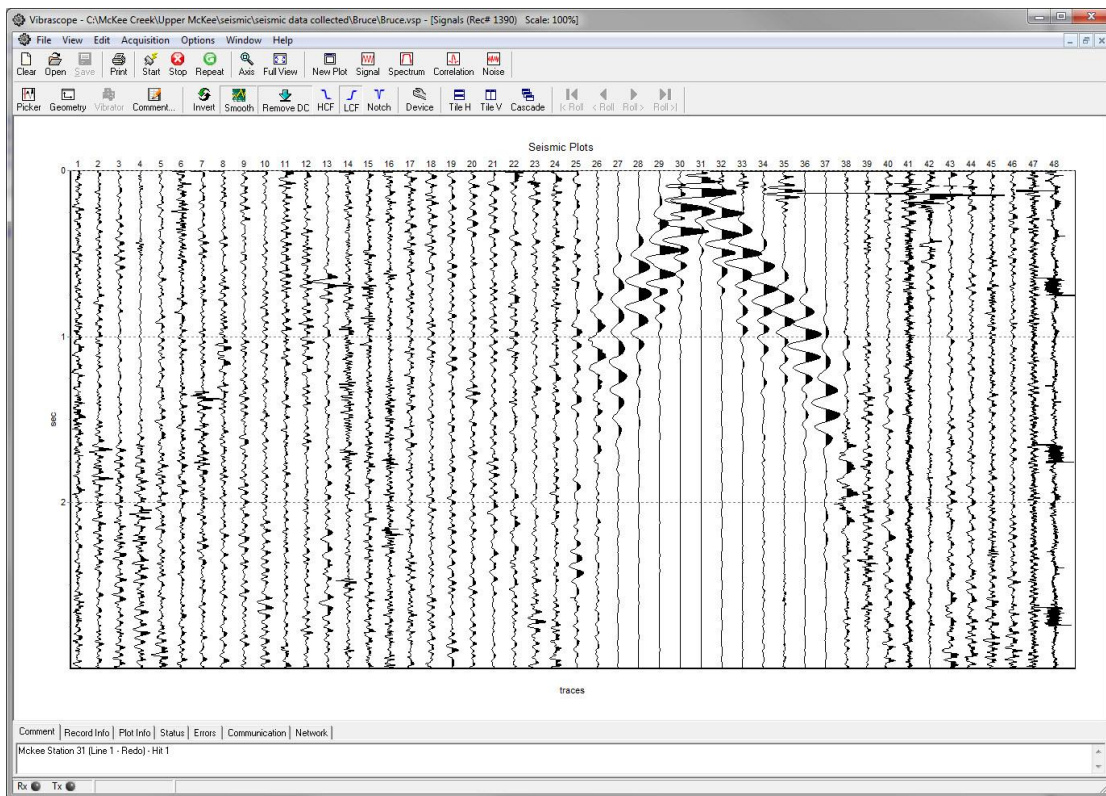 Vibrascope - C:\McKee Creek\Upper McKee\seismic\seismic data collected\Bruce\Bruce.vsp - [Signals (Rec# 1390) Scale: 100%]
File View Edit Acquisition Options Window Help
Clear Open Save Print Start Stop Repeat Axis Full View New Plot Signal Spectrum Correlation Noise
Picker Geometry Vibrator Comment... Invert Smooth Remove DC HCF LCF Notch Device Tile H Tile V Cascade |< Roll < Roll Roll > Roll >|
Seismic Plots
1 2 3 4 5 6 7 8 9 10 11 12 13 14 15 16 17 18 19 20 21 22 23 24 25 26 27 28 29 30 31 32 33 34 35 36 37 38 39 40 41 42 43 44 45 46 47 48
0
1
sec
2
traces
Comment Record Info Plot Info Status Errors Communication Network
Mckee Station 31 (Line 1 - Redo) - Hit 1
Rx Tx